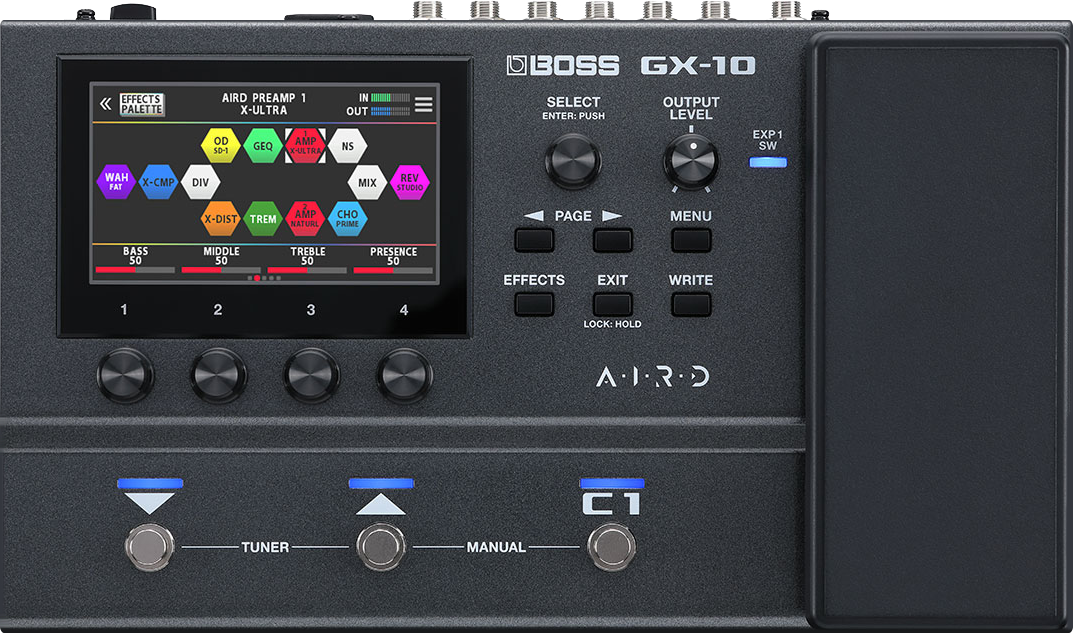 BOSS GX-10
« EFFECTS PALETTE
AIRD PREAMP 1
X-ULTRA
IN
OUT
OD
SD-1
GEQ
1
AMP
X-ULTRA
NS
WAH
FAT
X-CMP
DIV
MIX
REV
STUDIO
X-DIST
TREM
2
AMP
NATURL
CHO
PRIME
BASS
50
MIDDLE
50
TREBLE
50
PRESENCE
50
1 2 3 4
SELECT
ENTER: PUSH
OUTPUT
LEVEL
EXP 1
SW
◀ PAGE ▶
MENU
EFFECTS
EXIT
WRITE
LOCK: HOLD
A·I·R·D
▼ ▲ C1
TUNER
MANUAL